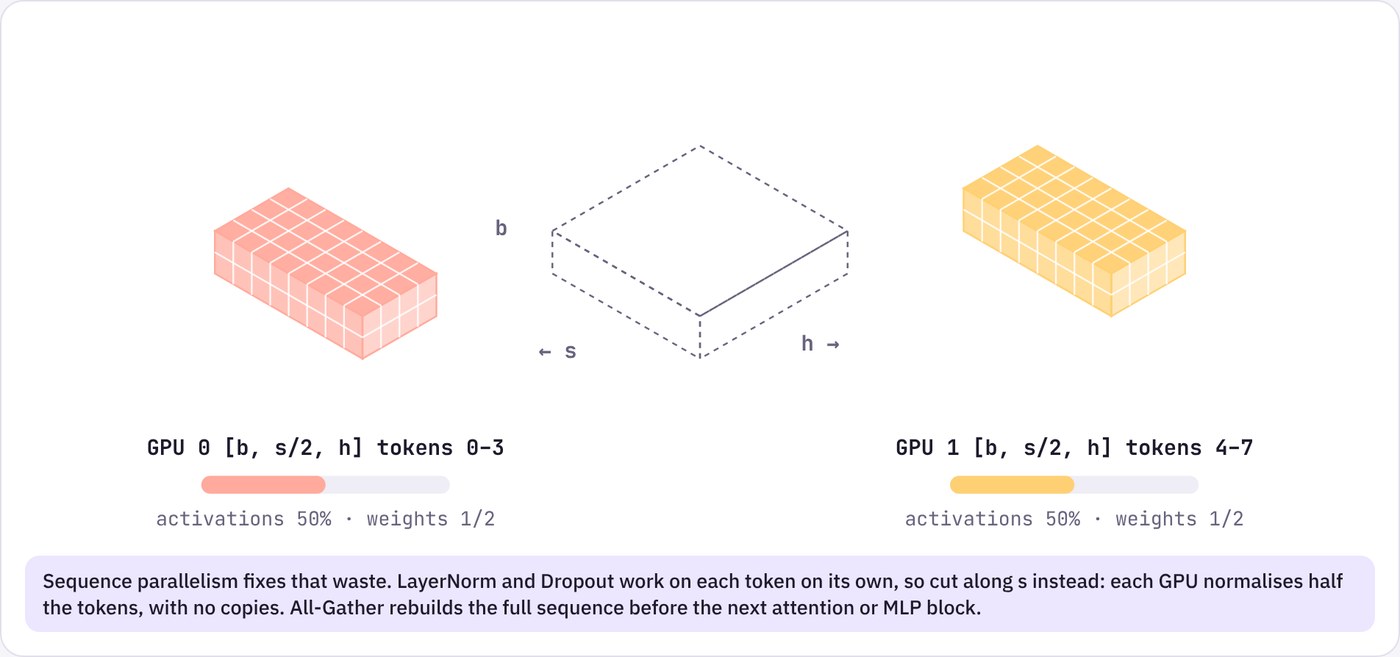 b
← s
h →
GPU 0 [b, s/2, h] tokens 0–3
activations 50% · weights 1/2
GPU 1 [b, s/2, h] tokens 4–7
activations 50% · weights 1/2
Sequence parallelism fixes that waste. LayerNorm and Dropout work on each token on its own, so cut along s instead: each GPU normalises half
the tokens, with no copies. All-Gather rebuilds the full sequence before the next attention or MLP block.